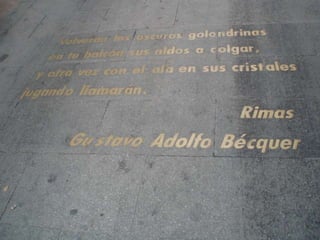 Volverán las oscuras golondrinas
en tu balcón sus nidos a colgar,
y otra vez con el ala en sus cristales
jugando llamarán.
Rimas
Gustavo Adolfo Bécquer